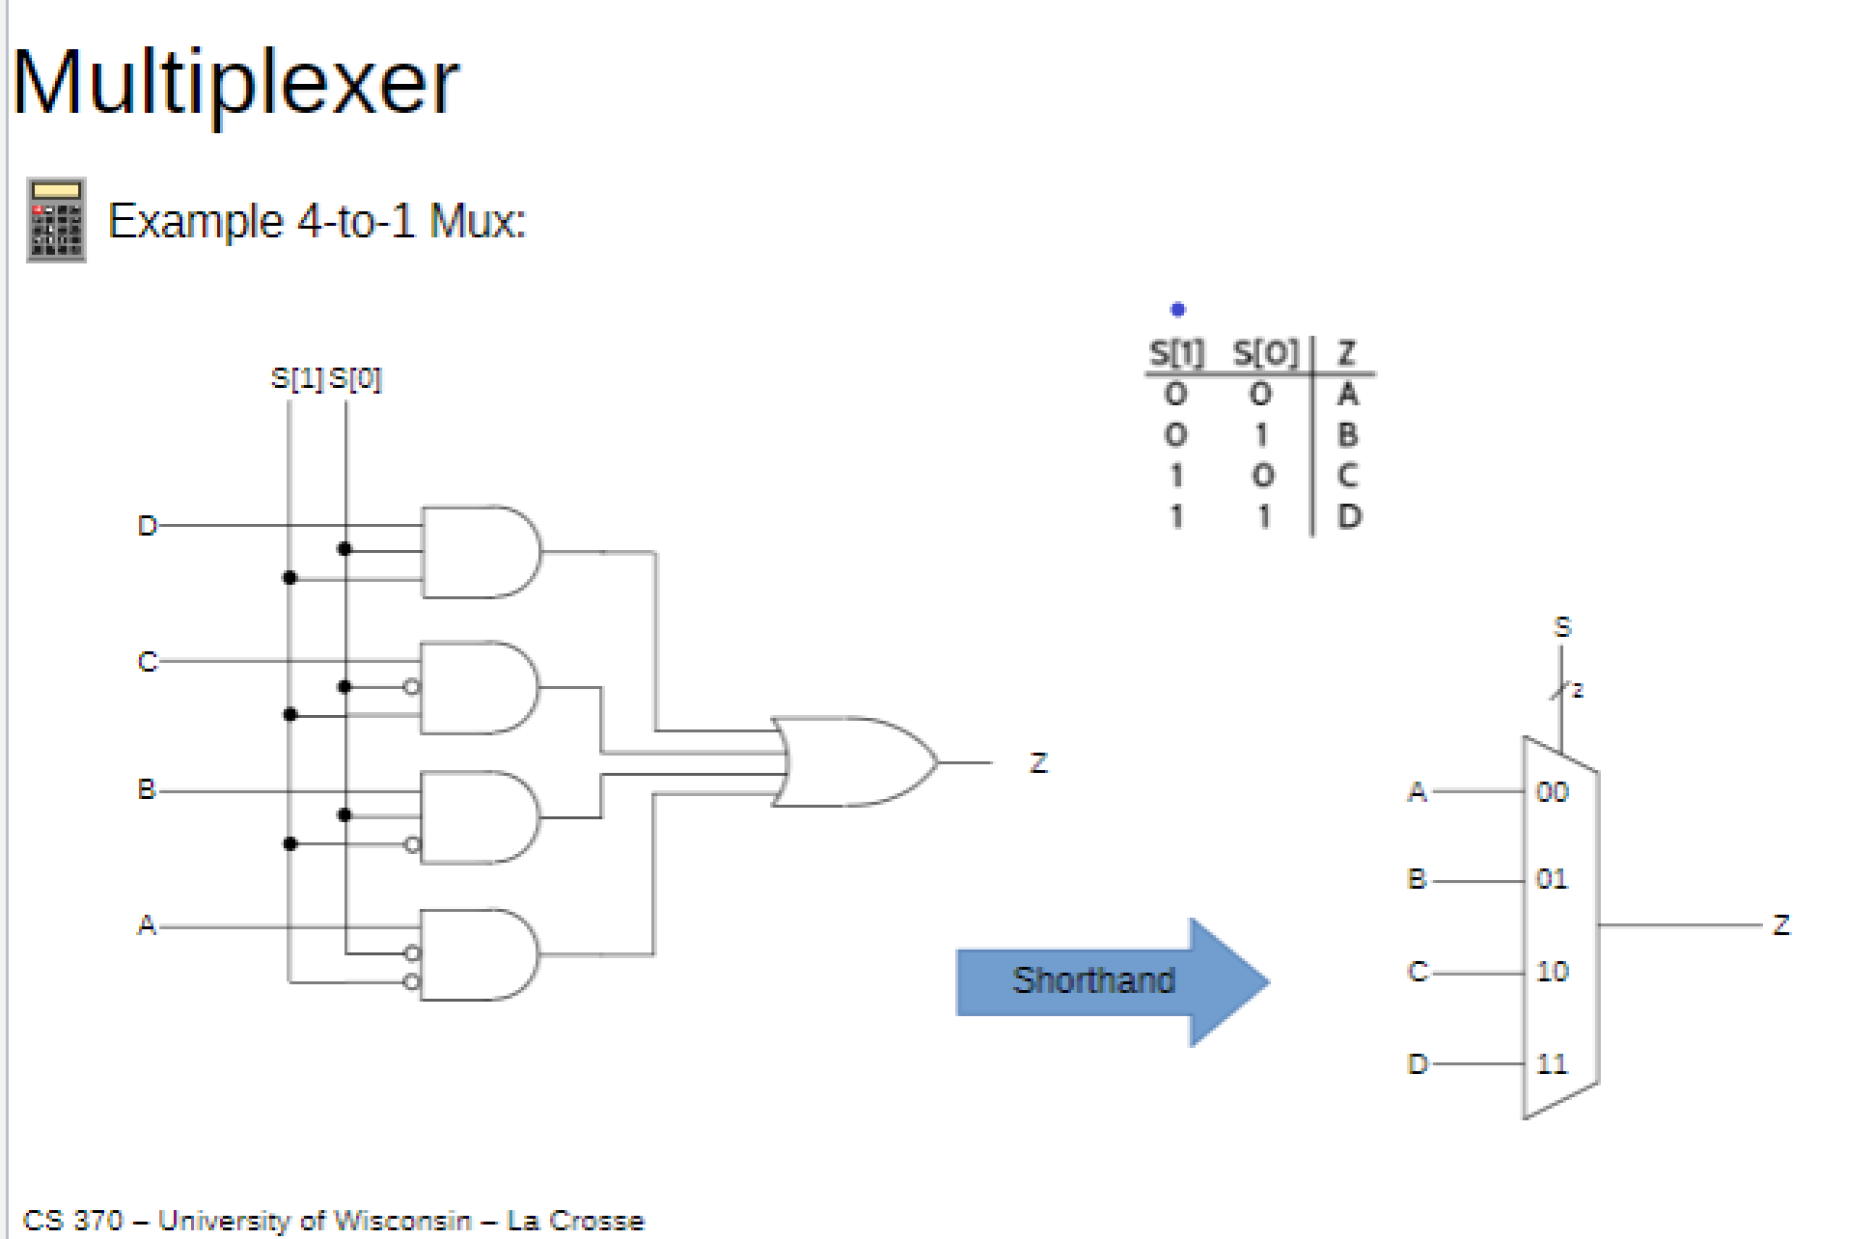 Multiplexer
Example 4-to-1 Mux:
S[1] S[0] Z
0 0 A
0 1 B
1 0 C
1 1 D
S[1] S[0]
D
C
B
A
Z
Shorthand
S
2
A 00
B 01
Z
C 10
D 11
CS 370 – University of Wisconsin – La Crosse